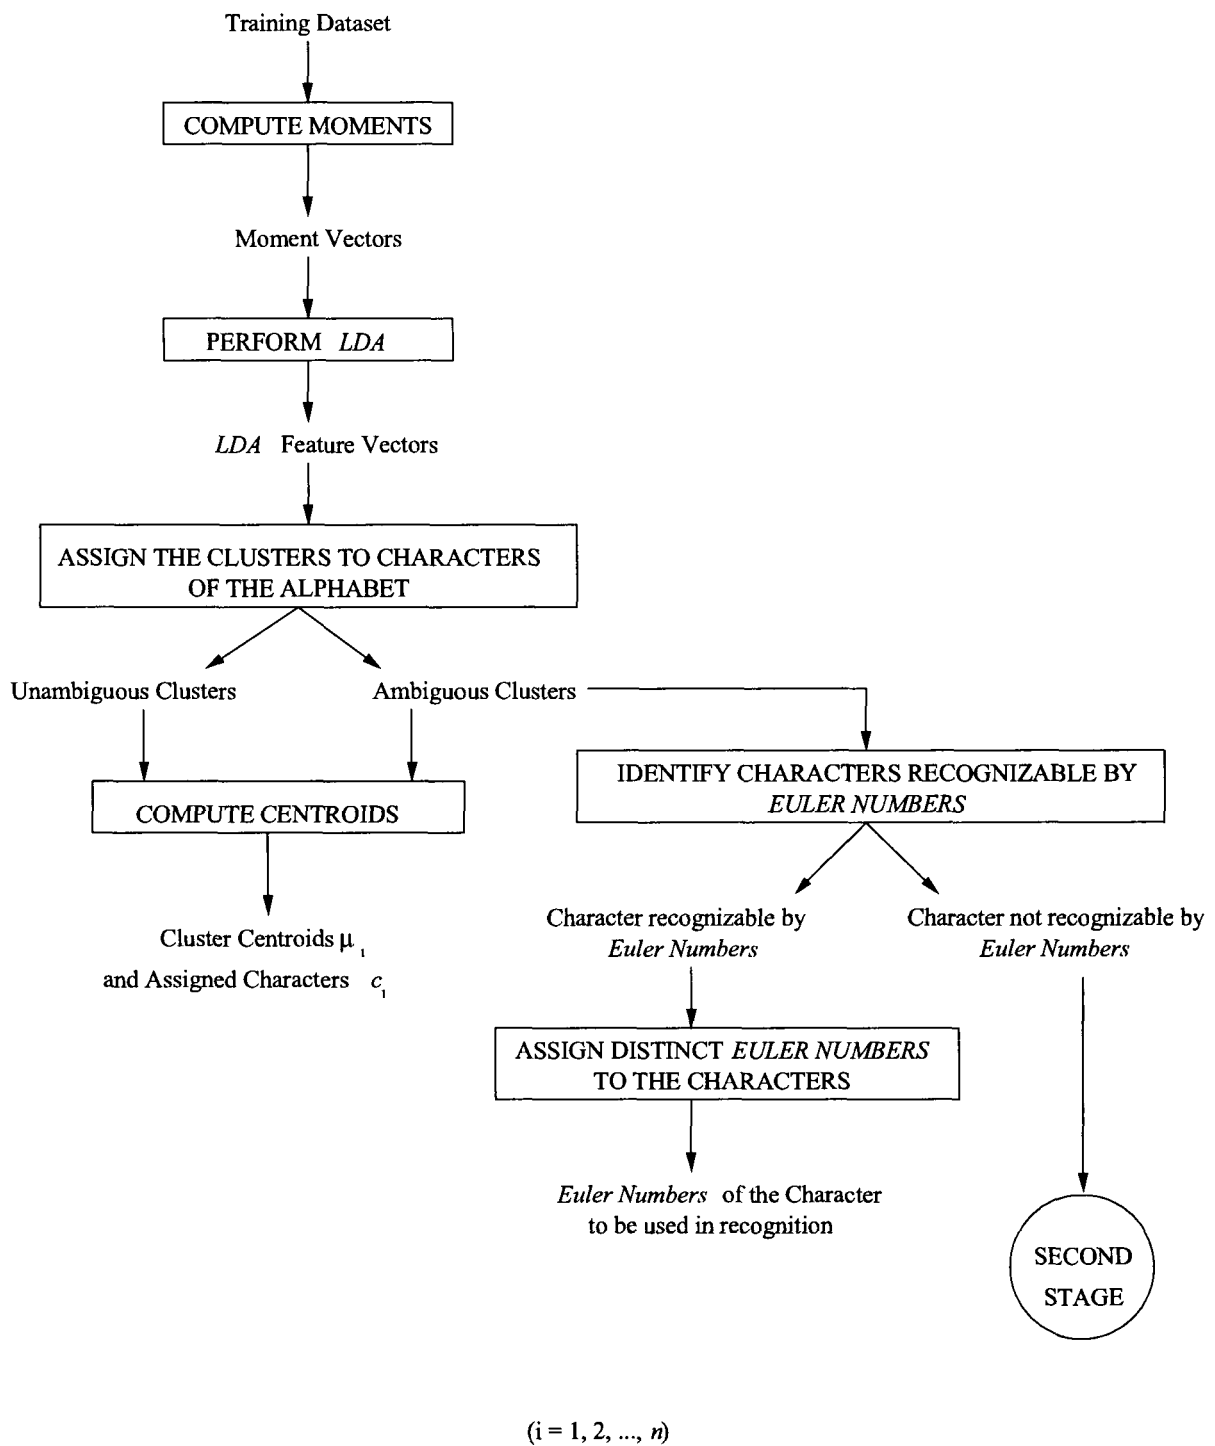 Training Dataset
COMPUTE MOMENTS
Moment Vectors
PERFORM LDA
LDA Feature Vectors
ASSIGN THE CLUSTERS TO CHARACTERS
OF THE ALPHABET
Unambiguous Clusters
Ambiguous Clusters
COMPUTE CENTROIDS
IDENTIFY CHARACTERS RECOGNIZABLE BY
EULER NUMBERS
Cluster Centroids μ₁
and Assigned Characters c₁
Character recognizable by
Euler Numbers
Character not recognizable by
Euler Numbers
ASSIGN DISTINCT EULER NUMBERS
TO THE CHARACTERS
Euler Numbers of the Character
to be used in recognition
SECOND
STAGE
(i = 1, 2, ..., n)